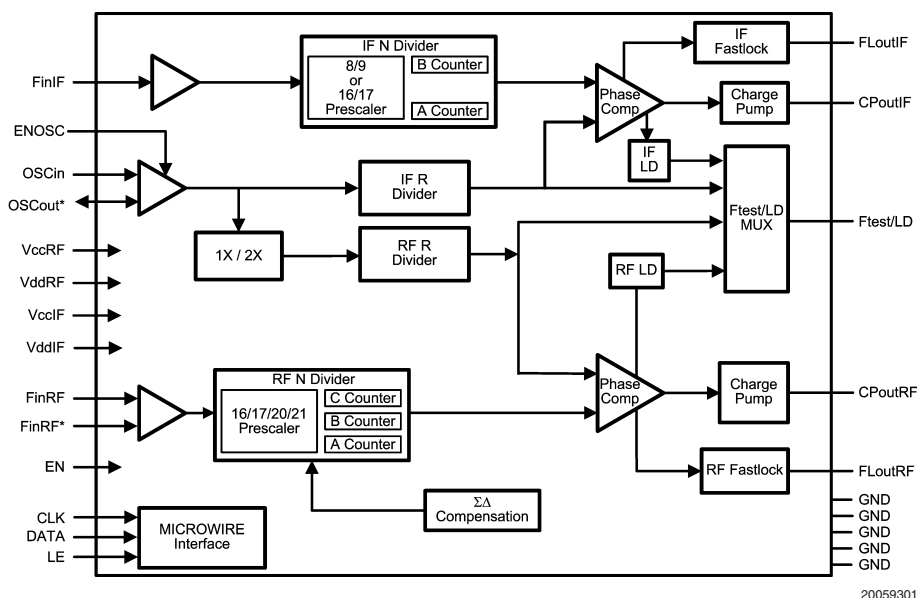 FinIF
ENOSC
OSCin
OSCout*
VccRF
VddRF
VccIF
VddIF
FinRF
FinRF*
EN
CLK
DATA
LE
IF N Divider
8/9
or
16/17
Prescaler
B Counter
A Counter
Phase
Comp
IF
Fastlock
Charge
Pump
IF
LD
IF R
Divider
1X / 2X
RF R
Divider
Ftest/LD
MUX
RF LD
RF N Divider
16/17/20/21
Prescaler
C Counter
B Counter
A Counter
Phase
Comp
Charge
Pump
RF Fastlock
ΣΔ
Compensation
MICROWIRE
Interface
FLoutIF
CPoutIF
Ftest/LD
CPoutRF
FLoutRF
GND
GND
GND
GND
GND
20059301